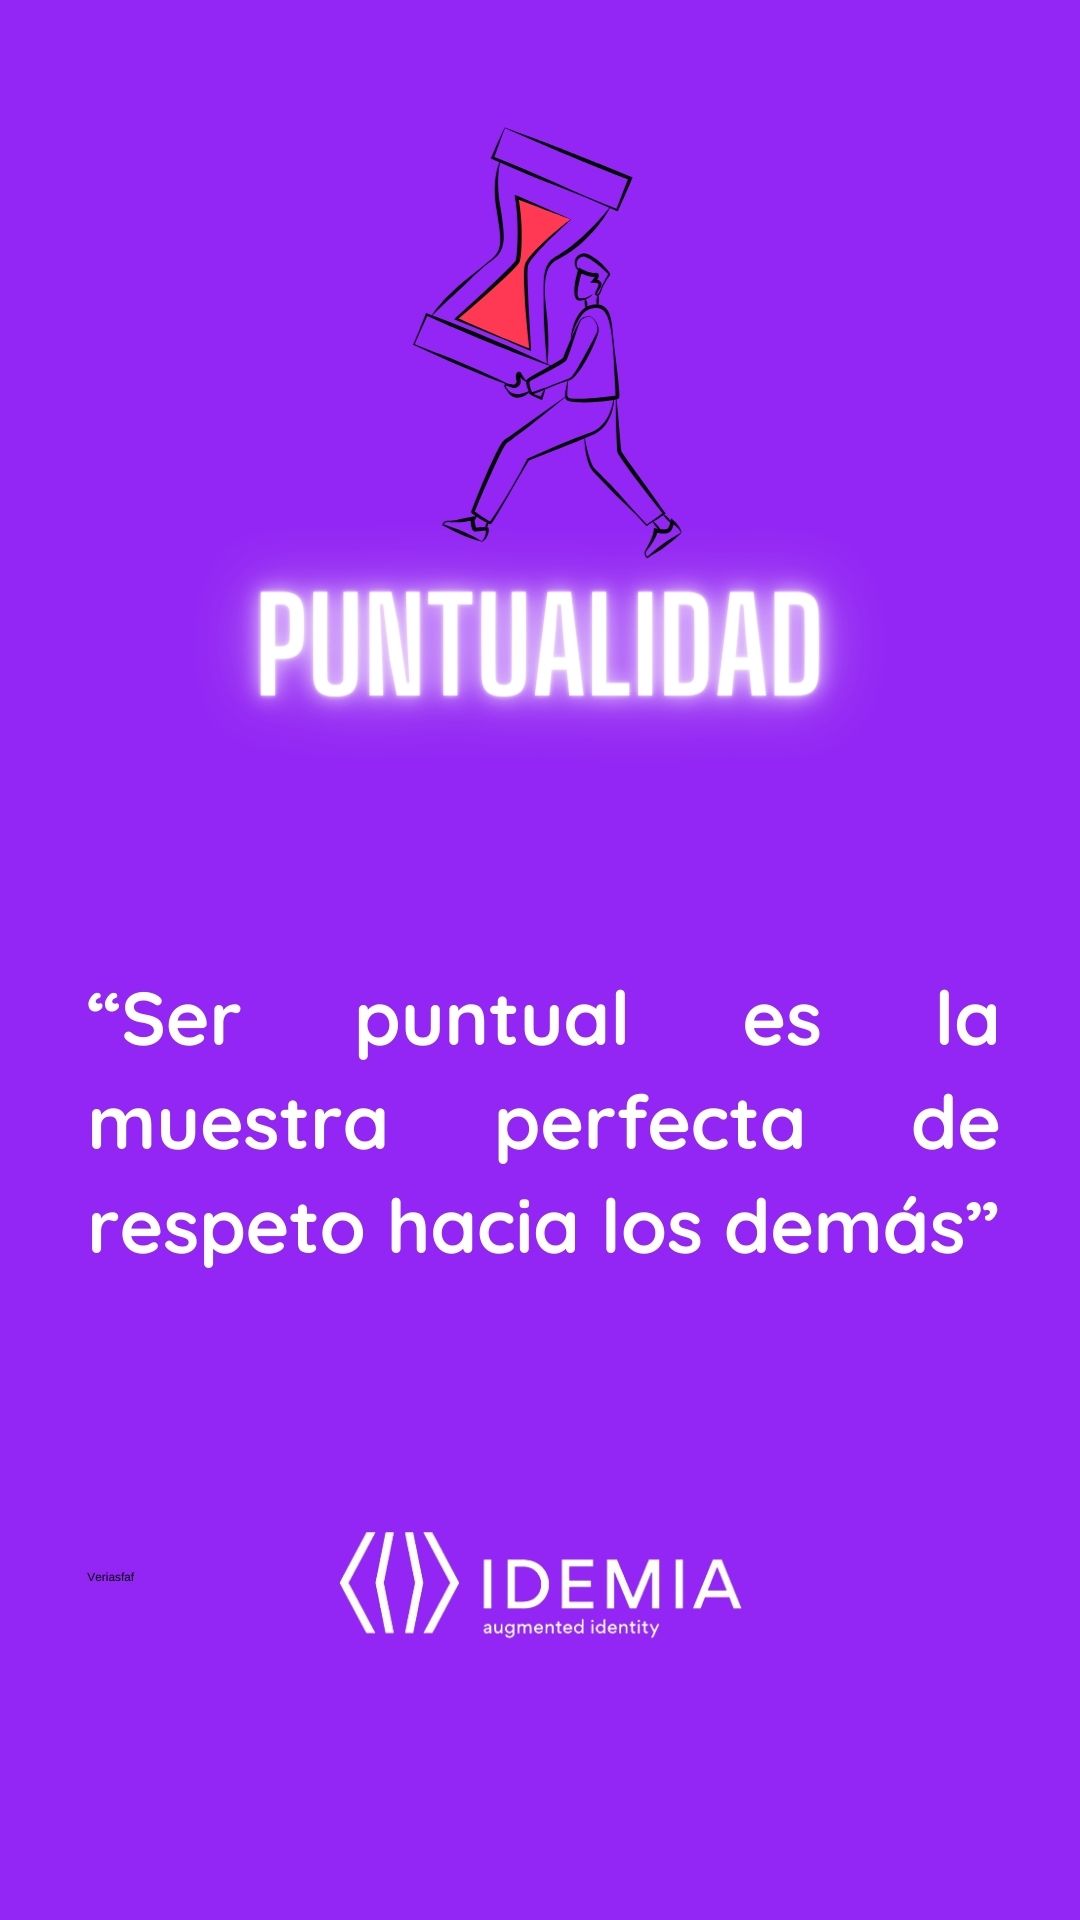 PUNTUALIDAD
“Ser puntual es la
muestra perfecta de
respeto hacia los demás”
Veriasfaf
IDEMIA
augmented identity